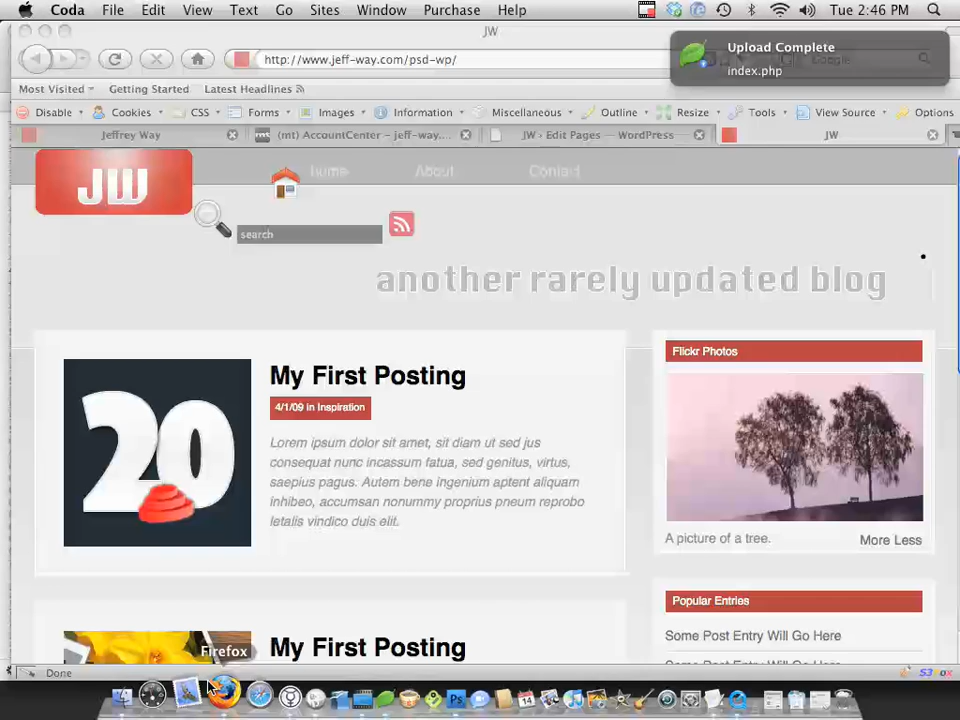 Coda File Edit View Text Go Sites Window Purchase Help Tue 2:46 PM
JW
Upload Complete
index.php
http://www.jeff-way.com/psd-wp/
Google
Most Visited Getting Started Latest Headlines
Disable Cookies CSS Forms Images Information Miscellaneous Outline Resize Tools View Source Options
Jeffrey Way (mt) AccountCenter - jeff-way.... JW › Edit Pages — WordPress JW
JW
Home About Contact
search
another rarely updated blog
20
My First Posting
4/1/09 in Inspiration
Lorem ipsum dolor sit amet, sit diam ut sed jus
consequat nunc incassum fatua, sed genitus, virtus,
saepius pagus. Autem bene ingenium aptent aliquam
inhibeo, accumsan nonummy proprius pneum reprobo
letalis vindico duis elit.
Flickr Photos
A picture of a tree. More Less
Popular Entries
Some Post Entry Will Go Here
My First Posting
Firefox
Done
S3 Fox